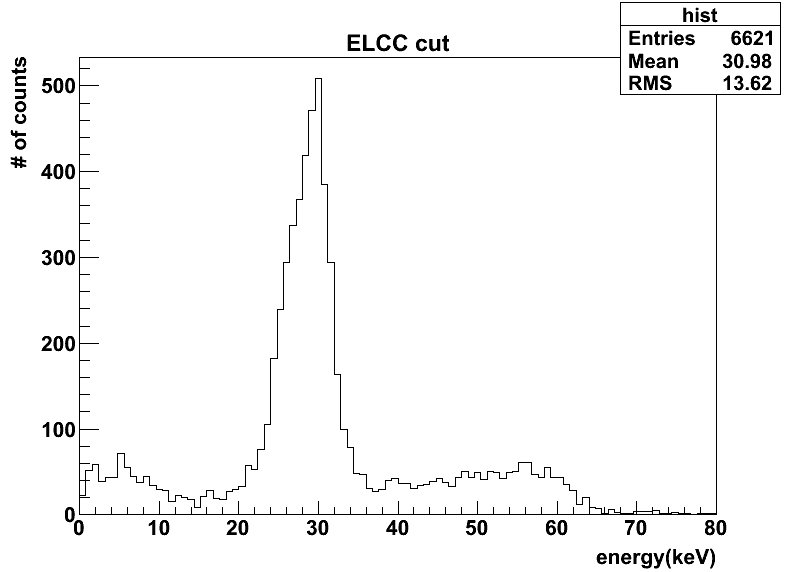 hist
Entries 6621
Mean 30.98
RMS 13.62
ELCC cut
# of counts
500
400
300
200
100
0
0 10 20 30 40 50 60 70 80
energy(keV)